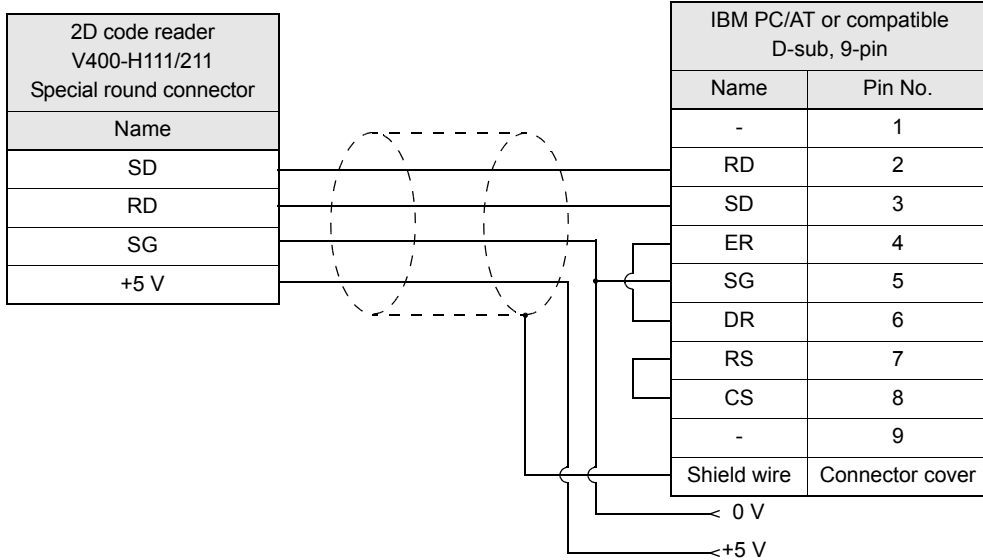 2D code reader
V400-H111/211
Special round connector
Name
SD
RD
SG
+5 V
IBM PC/AT or compatible
D-sub, 9-pin
Name Pin No.
- 1
RD 2
SD 3
ER 4
SG 5
DR 6
RS 7
CS 8
- 9
Shield wire Connector cover
0 V
+5 V